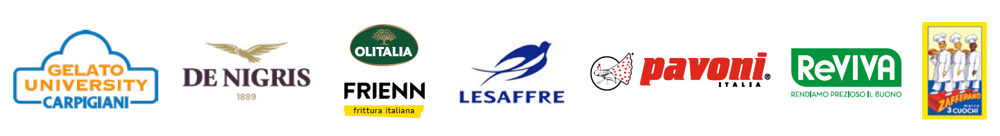 GELATO
UNIVERSITY
CARPIGIANI
DE NIGRIS
1889
OLITALIA
FRIENN
frittura italiana
LESAFFRE
pavoni®
ITALIA
ReVIVA
RENDIAMO PREZIOSO IL BUONO
ZAFFERANO
marca
3 CUOCHI